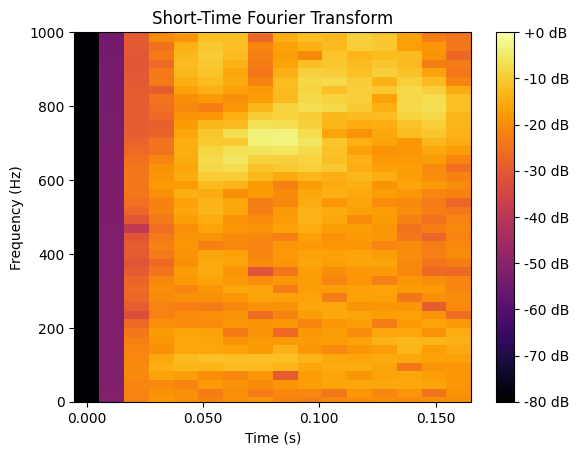 Short-Time Fourier Transform
1000
800
600
400
200
0
Frequency (Hz)
0.000
0.050
0.100
0.150
Time (s)
+0 dB
-10 dB
-20 dB
-30 dB
-40 dB
-50 dB
-60 dB
-70 dB
-80 dB